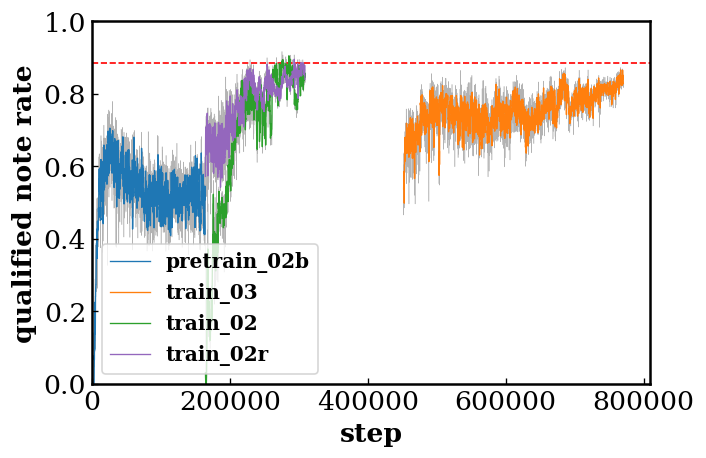 1.0
0.8
0.6
0.4
0.2
0.0
qualified note rate
pretrain_02b
train_03
train_02
train_02r
0 200000 400000 600000 800000
step